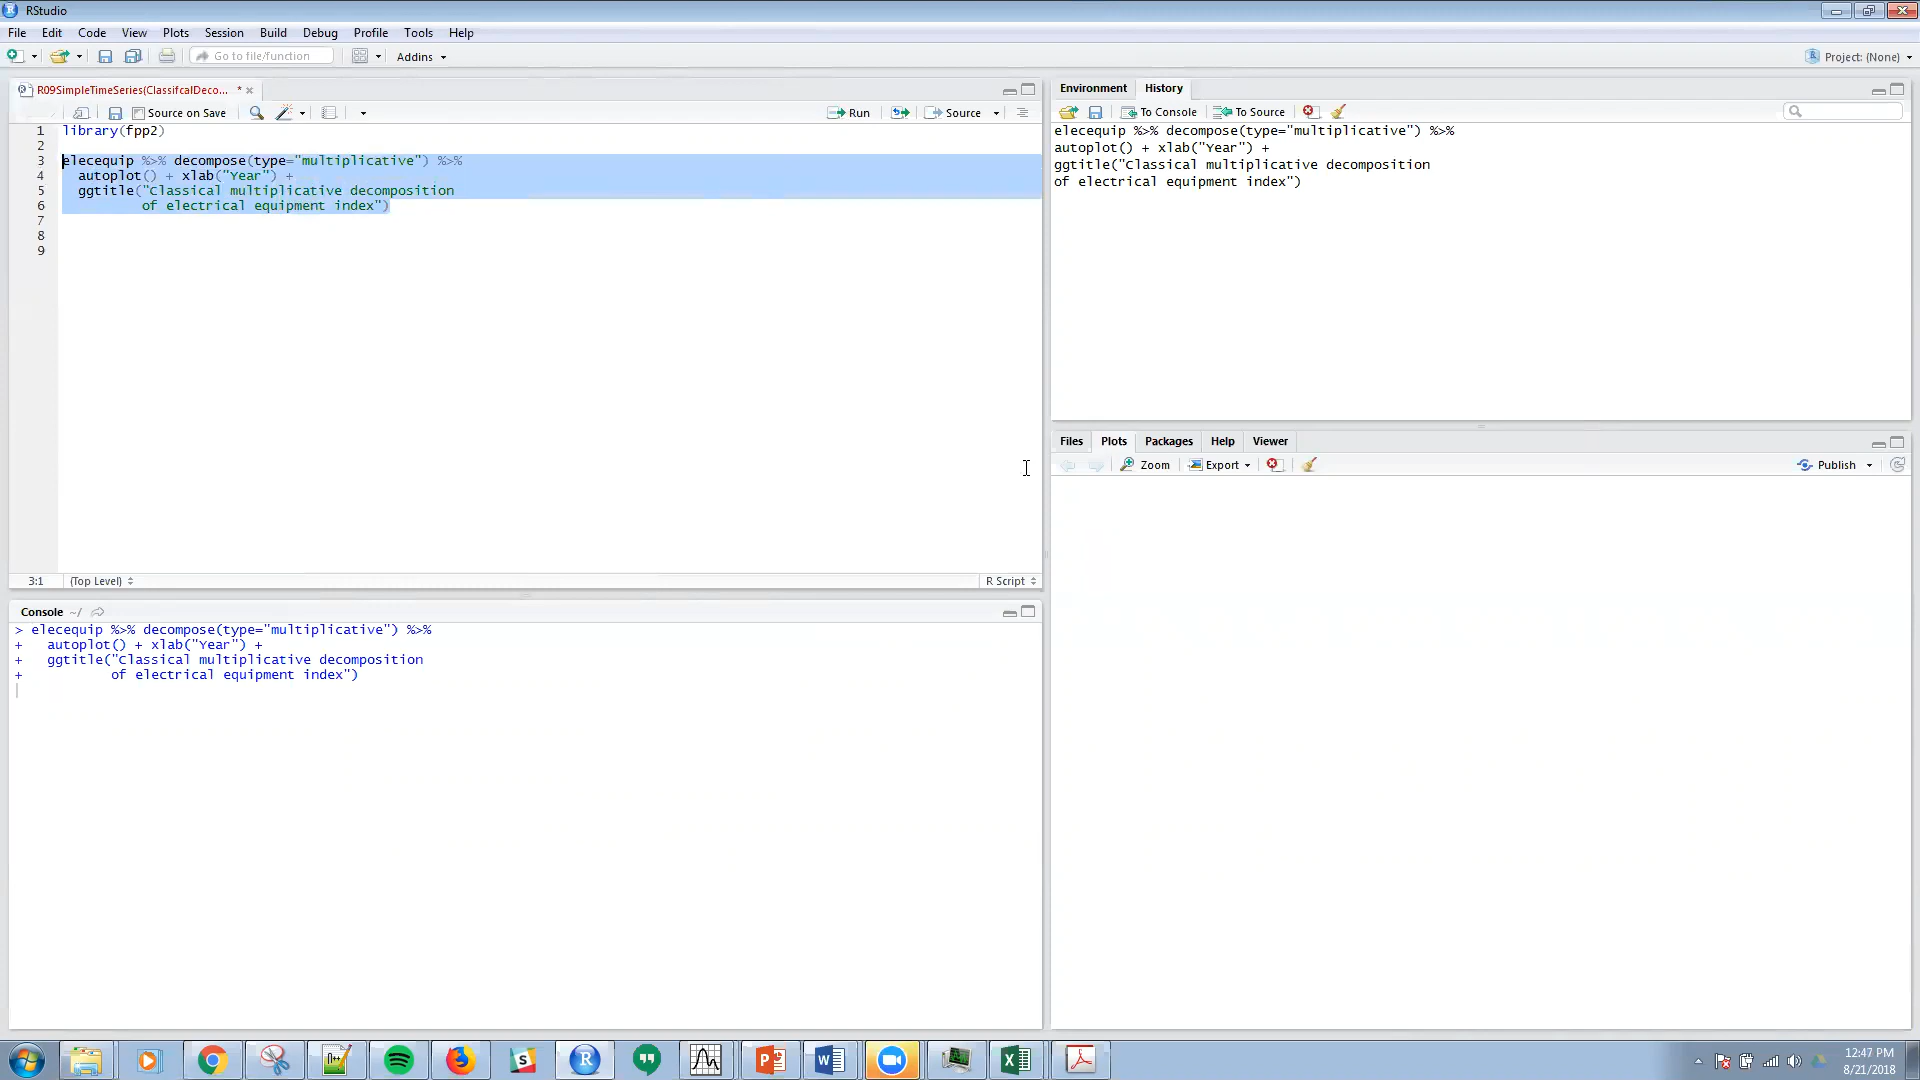 RStudio
File Edit Code View Plots Session Build Debug Profile Tools Help
Go to file/function Addins Project: (None)
R09SimpleTimeSeries(ClassifcalDeco... *
Source on Save Run Source
1 library(fpp2)
2
3 elecequip %>% decompose(type="multiplicative") %>%
4 autoplot() + xlab("Year") +
5 ggtitle("Classical multiplicative decomposition
6 of electrical equipment index")
7
8
9
3:1 (Top Level) R Script
Console ~/
> elecequip %>% decompose(type="multiplicative") %>%
+ autoplot() + xlab("Year") +
+ ggtitle("Classical multiplicative decomposition
+ of electrical equipment index")
Environment History
To Console To Source
elecequip %>% decompose(type="multiplicative") %>%
autoplot() + xlab("Year") +
ggtitle("Classical multiplicative decomposition
of electrical equipment index")
Files Plots Packages Help Viewer
Zoom Export Publish
12:47 PM
8/21/2018